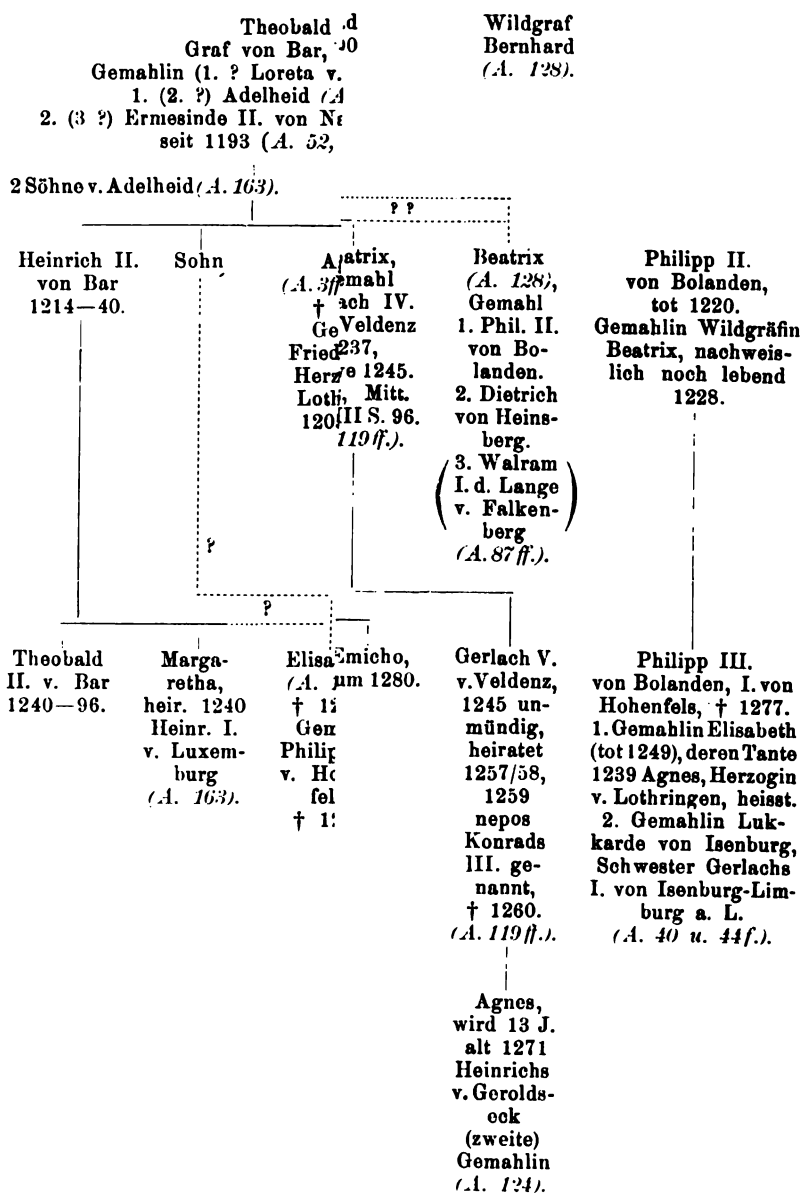 Theobald
Graf von Bar,
Gemahlin (1. ? Loreta v.
1. (2. ?) Adelheid
2. (3 ?) Ermesinde II. von
seit 1193 (A. 52,
2 Söhne v. Adelheid (A. 163).
Wildgraf
Bernhard
(A. 128).
? ?
Heinrich II.
von Bar
1214—40.
Sohn
atrix,
mahl
ach IV.
Veldenz
237,
1245.
Mitt.
II S. 96.
119 ff.).
Beatrix
(A. 128),
Gemahl
1. Phil. II.
von Bo-
landen.
2. Dietrich
von Heins-
berg.
(3. Walram
I. d. Lange
v. Falken-
berg)
(A. 87 ff.).
Philipp II.
von Bolanden,
tot 1220.
Gemahlin Wildgräfin
Beatrix, nachweis-
lich noch lebend
1228.
?
?
Theobald
II. v. Bar
1240—96.
Marga-
retha,
heir. 1240
Heinr. I.
v. Luxem-
burg
(A. 163).
Elisa
(A.
†
Gem
Philip
v. Ho
fel
†
Emicho,
um 1280.
Gerlach V.
v. Veldenz,
1245 un-
mündig,
heiratet
1257/58,
1259
nepos
Konrads
III. ge-
nannt,
† 1260.
(A. 119 ff.).
Philipp III.
von Bolanden, I. von
Hohenfels, † 1277.
1. Gemahlin Elisabeth
(tot 1249), deren Tante
1239 Agnes, Herzogin
v. Lothringen, heisst.
2. Gemahlin Luk-
karde von Isenburg,
Schwester Gerlachs
I. von Isenburg-Lim-
burg a. L.
(A. 40 u. 44 f.).
Agnes,
wird 13 J.
alt 1271
Heinrichs
v. Gerolds-
eck
(zweite)
Gemahlin
(A. 124).